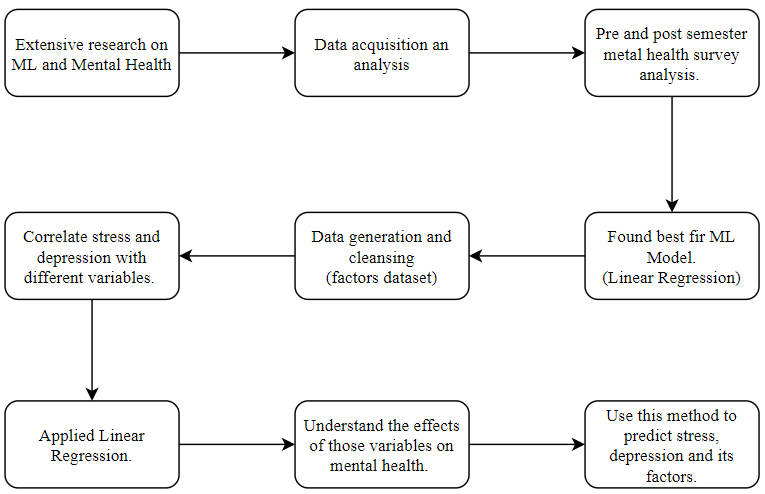 Extensive research on
ML and Mental Health
Data acquisition an
analysis
Pre and post semester
metal health survey
analysis.
Found best fir ML
Model.
(Linear Regression)
Data generation and
cleansing
(factors dataset)
Correlate stress and
depression with
different variables.
Applied Linear
Regression.
Understand the effects
of those variables on
mental health.
Use this method to
predict stress,
depression and its
factors.